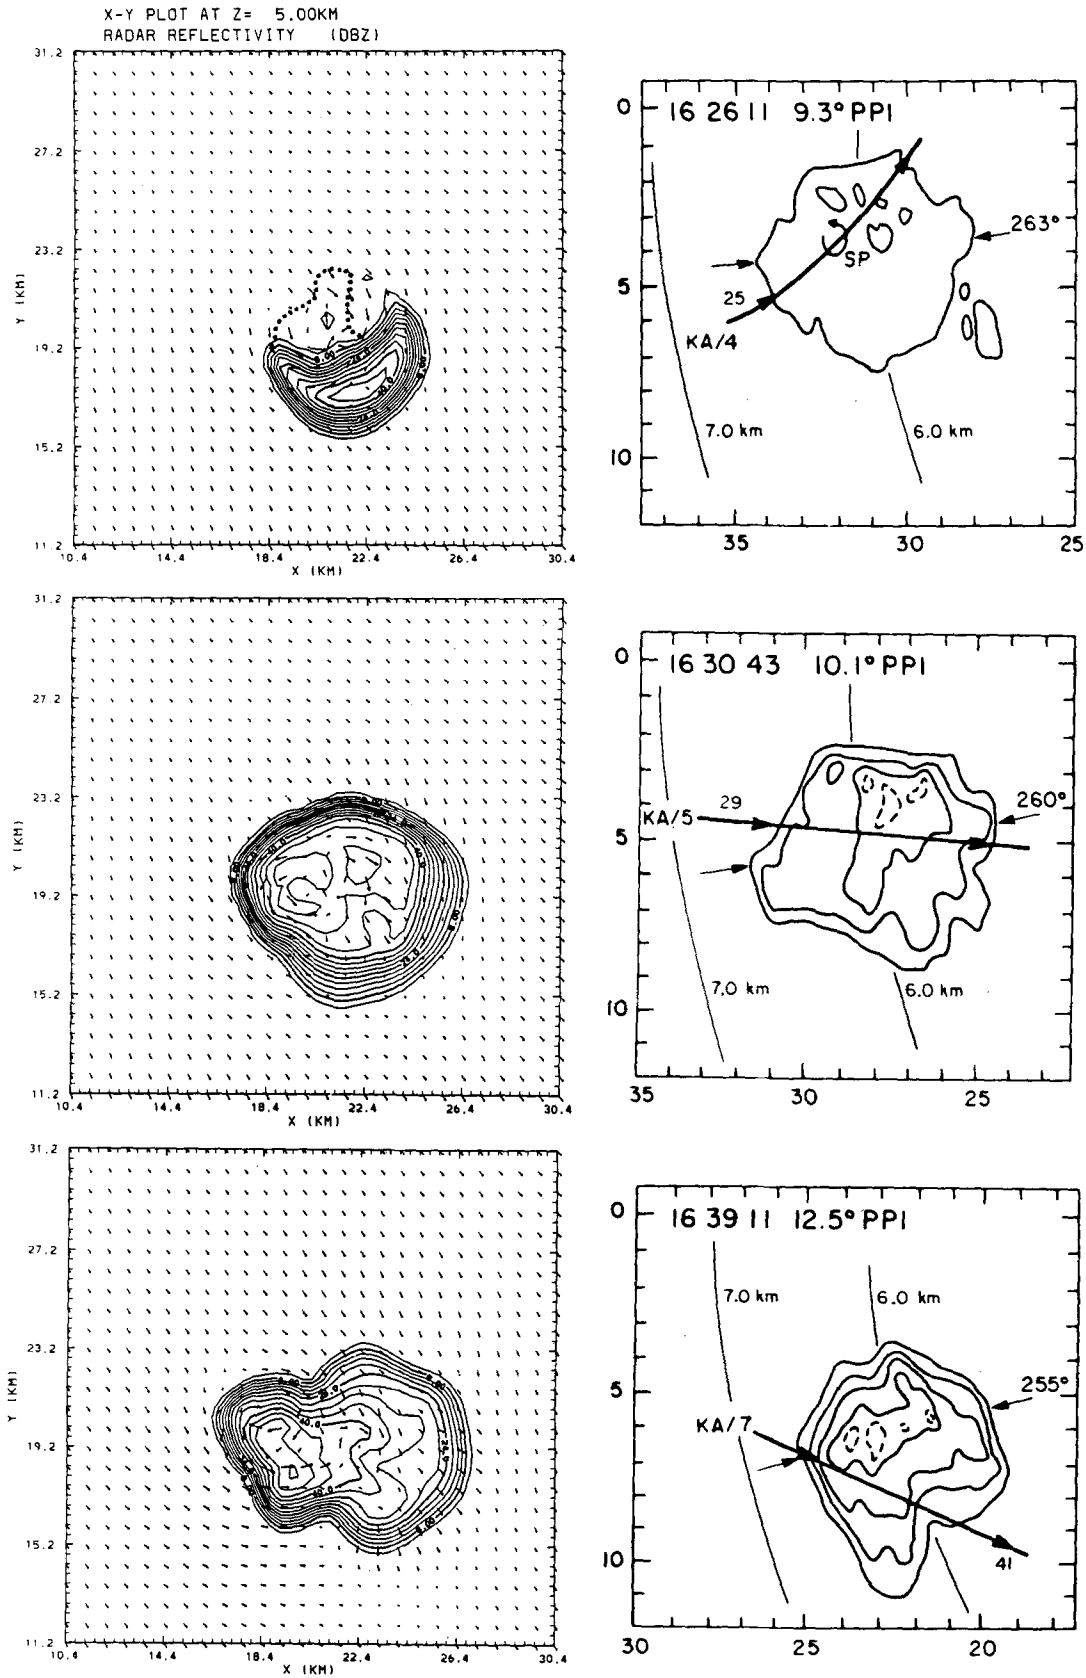 X-Y PLOT AT Z= 5.00KM
RADAR REFLECTIVITY (DBZ)
31.2
27.2
23.2
19.2
15.2
11.2
Y (KM)
10.4 14.4 18.4 22.4 26.4 30.4
X (KM)
0
5
10
16 26 11 9.3° PPI
263°
SP
25
KA/4
7.0 km
6.0 km
35 30 25
31.2
27.2
23.2
19.2
15.2
11.2
Y (KM)
10.4 14.4 18.4 22.4 26.4 30.4
X (KM)
0
5
10
16 30 43 10.1° PPI
KA/5
29
260°
7.0 km
6.0 km
35 30 25
31.2
27.2
23.2
19.2
15.2
11.2
Y (KM)
40.0
40.0
10.4 14.4 18.4 22.4 26.4 30.4
X (KM)
0
5
10
16 39 11 12.5° PPI
7.0 km
6.0 km
255°
KA/7
41
30 25 20